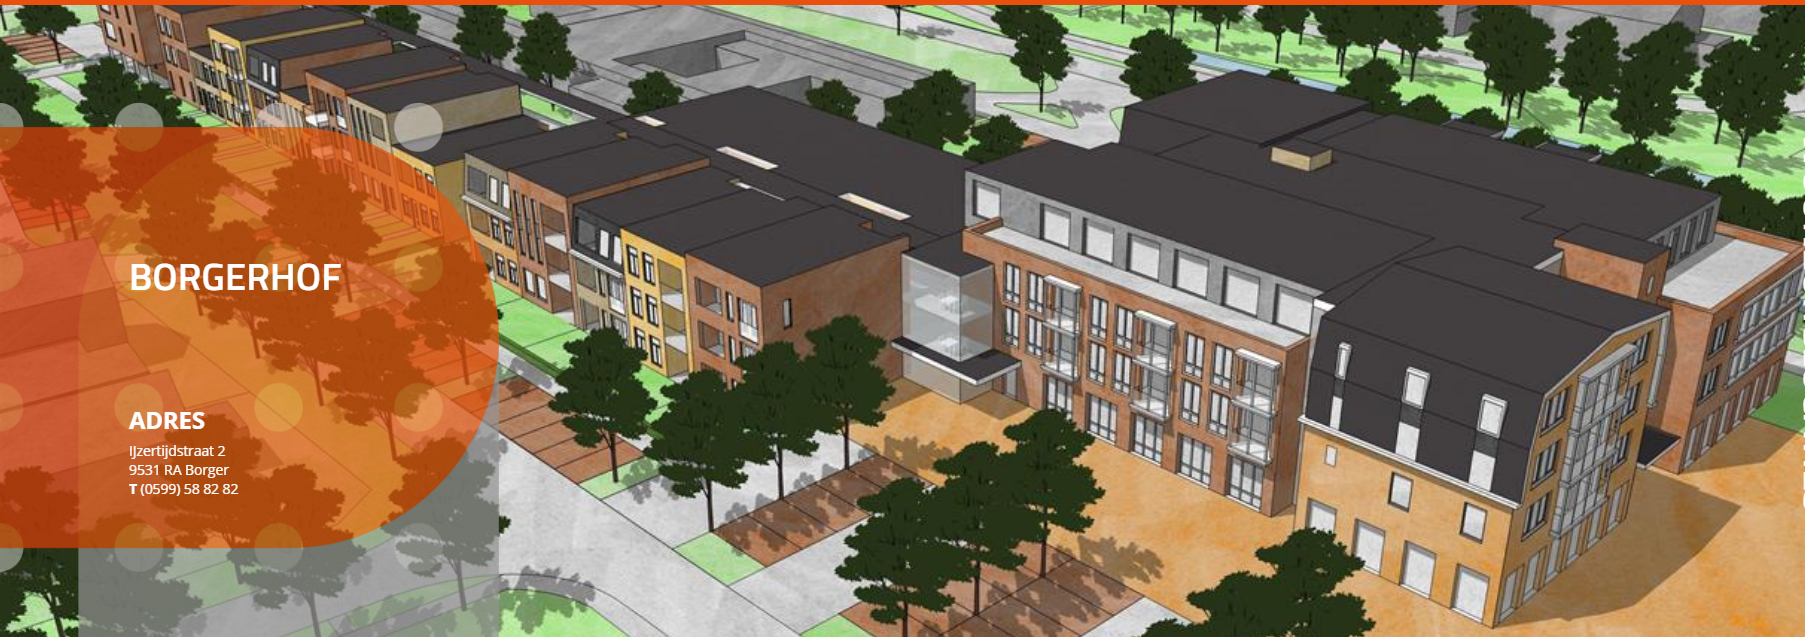 BORGERHOF
ADRES
IJzertijdstraat 2
9531 RA Borger
T (0599) 58 82 82